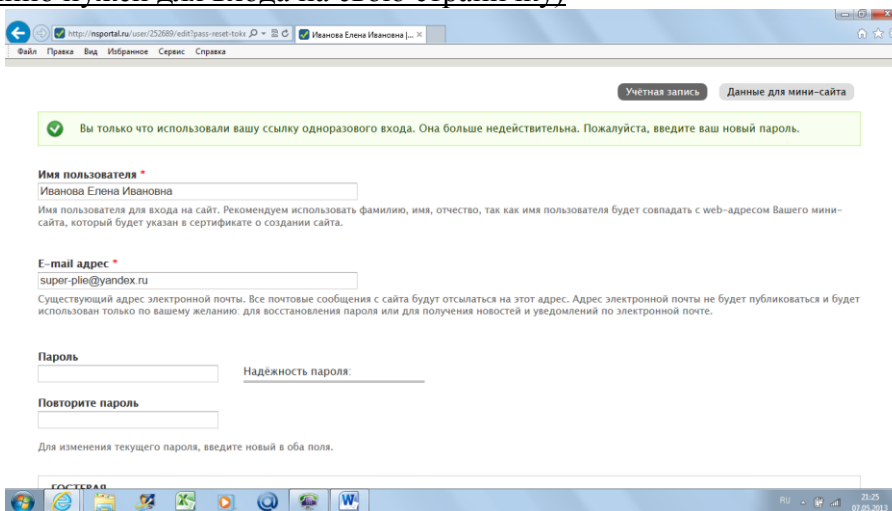 нужен для входа на свою страничку)
http://nsportal.ru/user/252689/edit?pass-reset-toke
Иванова Елена Ивановна |...
Файл Правка Вид Избранное Сервис Справка
Учётная запись Данные для мини-сайта
Вы только что использовали вашу ссылку одноразового входа. Она больше недействительна. Пожалуйста, введите ваш новый пароль.
Имя пользователя *
Иванова Елена Ивановна
Имя пользователя для входа на сайт. Рекомендуем использовать фамилию, имя, отчество, так как имя пользователя будет совпадать с web-адресом Вашего мини-
сайта, который будет указан в сертификате о создании сайта.
E-mail адрес *
super-plie@yandex.ru
Существующий адрес электронной почты. Все почтовые сообщения с сайта будут отсылаться на этот адрес. Адрес электронной почты не будет публиковаться и будет
использован только по вашему желанию: для восстановления пароля или для получения новостей и уведомлений по электронной почте.
Пароль
Надёжность пароля:
Повторите пароль
Для изменения текущего пароля, введите новый в оба поля.
ГОСТЕВАЯ
RU 21:25
07.05.2013